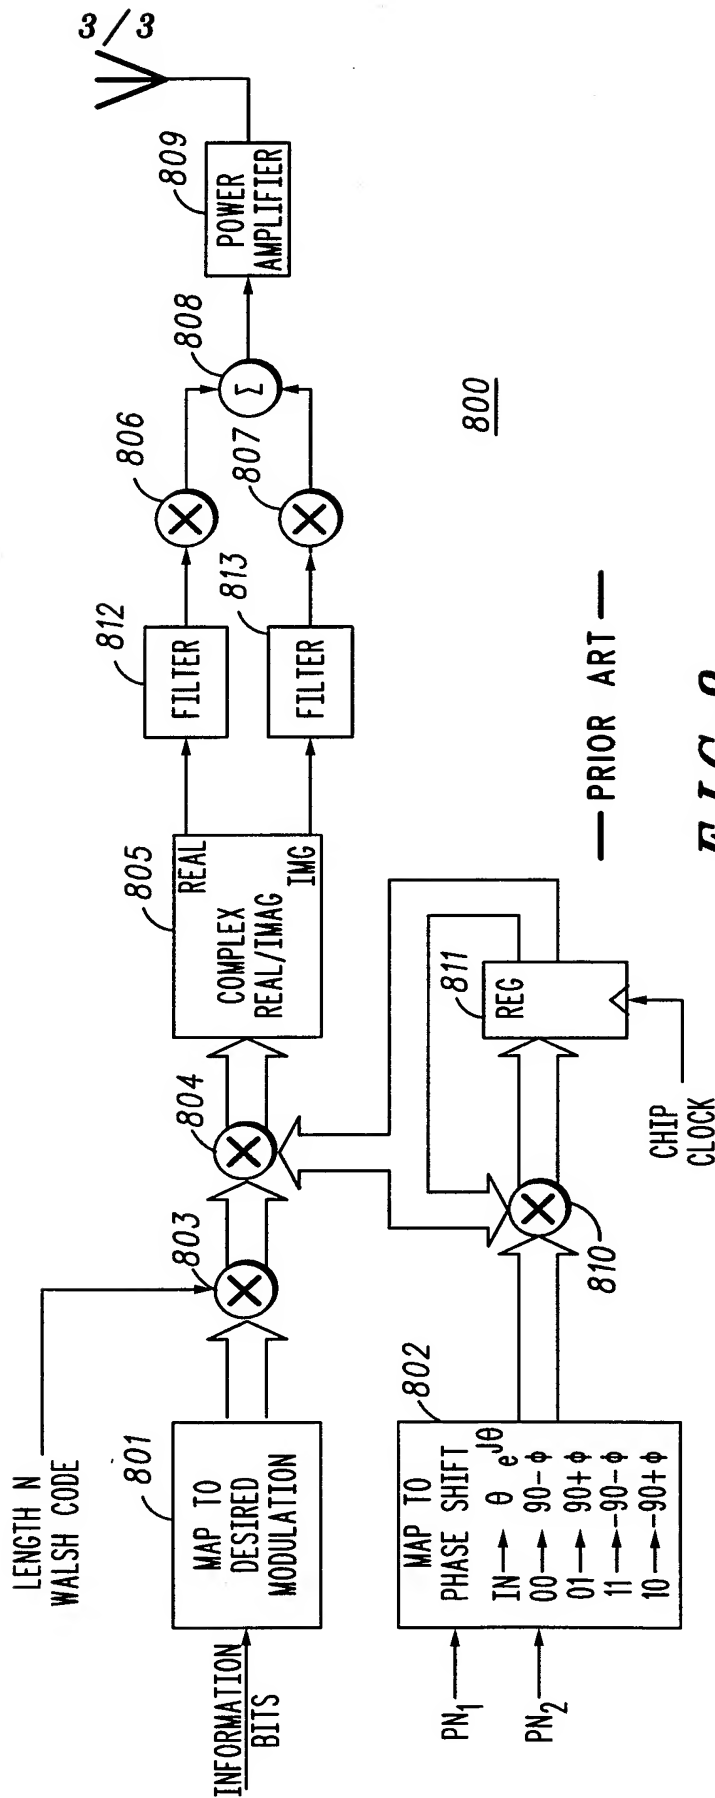 3/3
LENGTH N
WALSH CODE
INFORMATION
BITS
801
MAP TO
DESIRED
MODULATION
803
804
805
COMPLEX
REAL/IMAG
REAL
IMG
812
FILTER
813
FILTER
806
807
808
Σ
809
POWER
AMPLIFIER
PN1
PN2
802
MAP TO
PHASE SHIFT
IN → θ e^Jθ
00 → 90-ϕ
01 → 90+ϕ
11 → -90-ϕ
10 → -90+ϕ
810
811
REG
CHIP
CLOCK
800
— PRIOR ART —